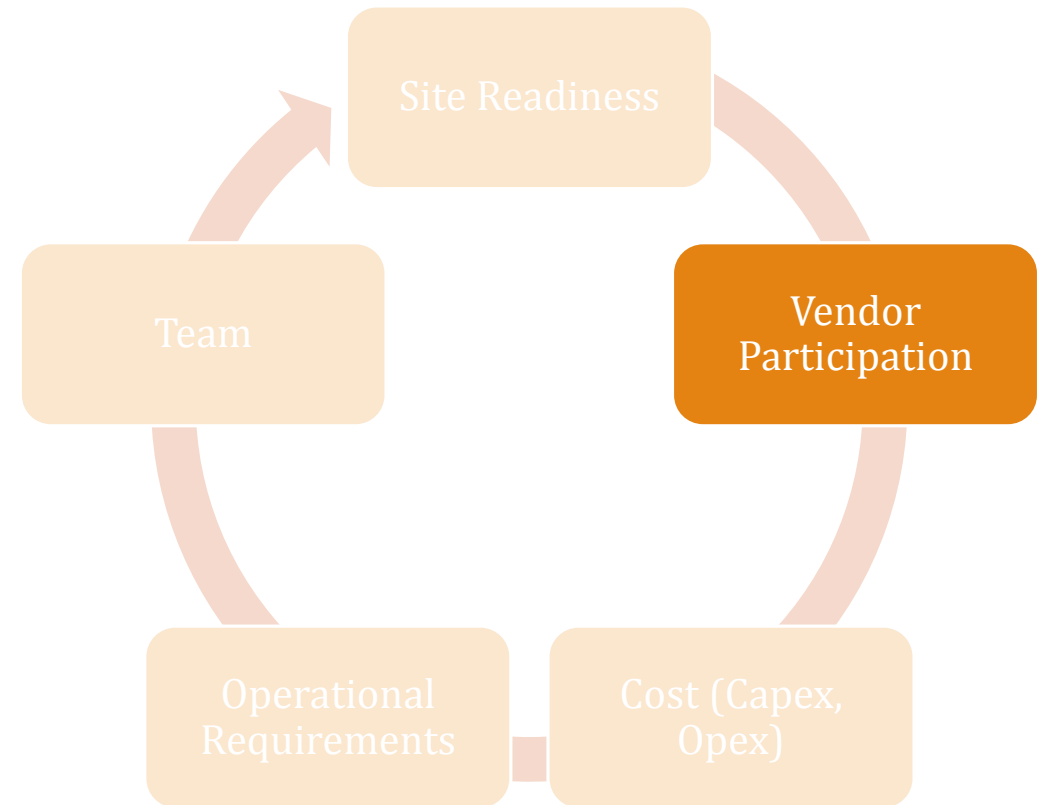 Site Readiness
Vendor
Participation
Cost (Capex,
Opex)
Operational
Requirements
Team